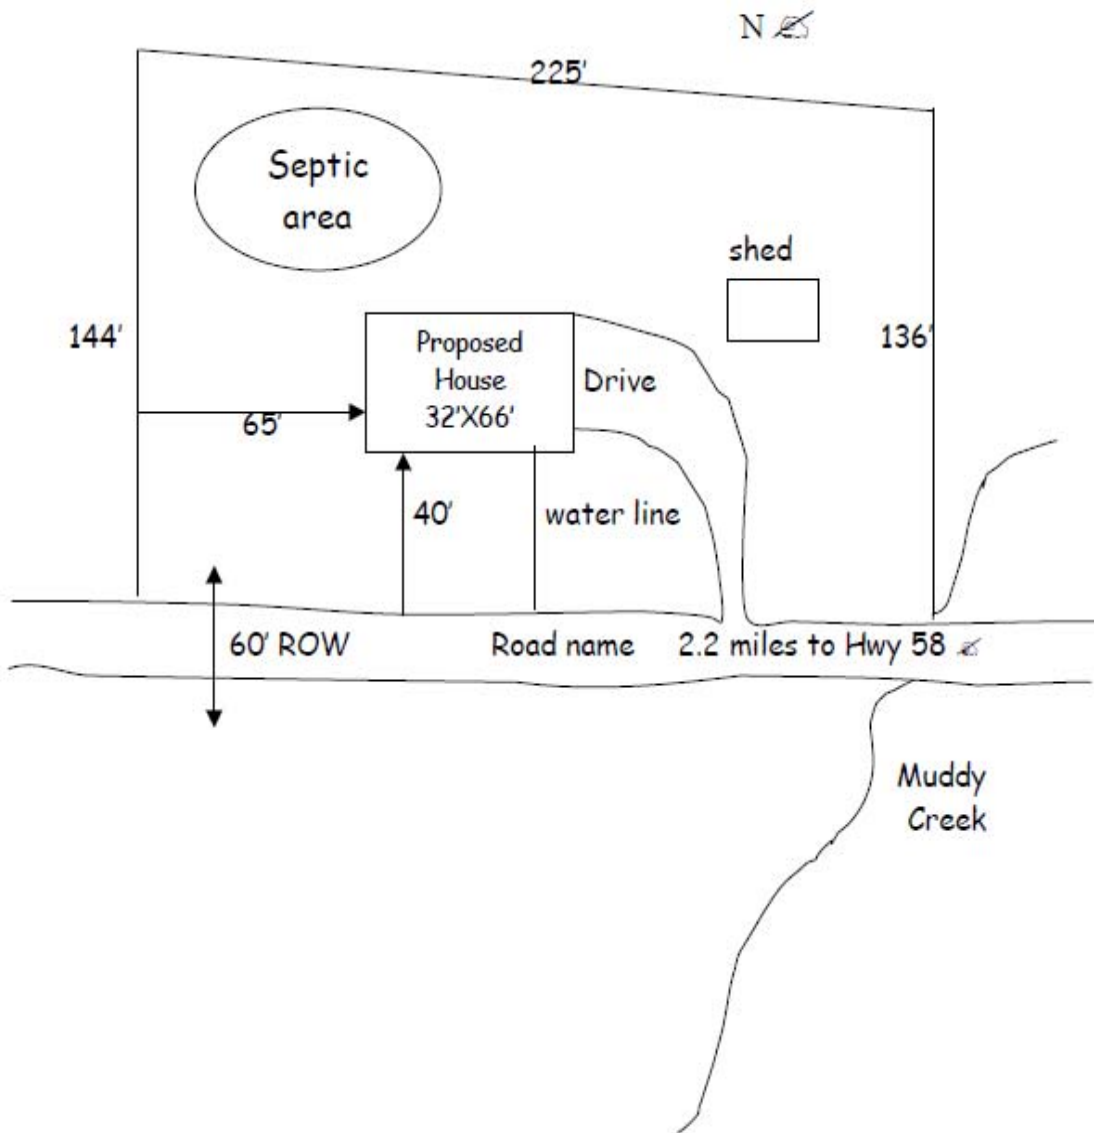 N
225'
Septic
area
shed
144'
Proposed
House
32'X66'
Drive
136'
65'
40'
water line
60' ROW
Road name
2.2 miles to Hwy 58
Muddy
Creek